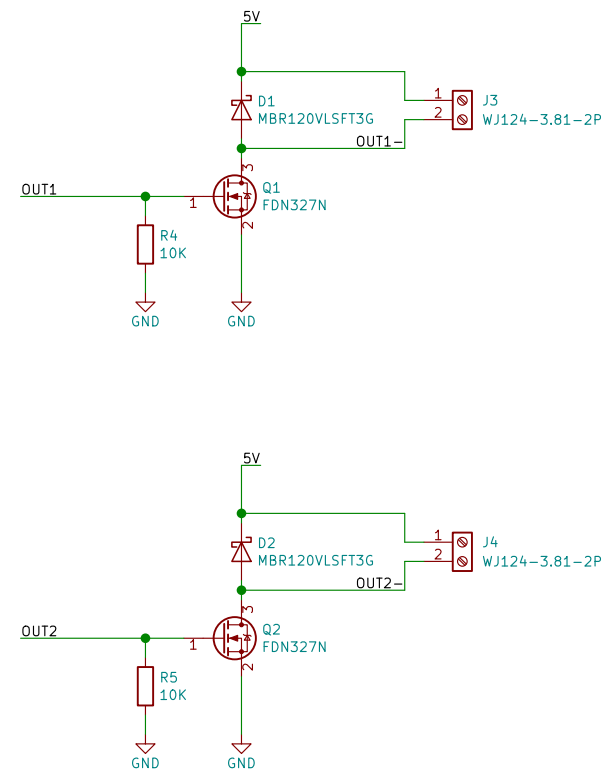 5V
D1
MBR120VLSFT3G
1
2
J3
WJ124-3.81-2P
OUT1-
3
Q1
FDN327N
OUT1
1
2
R4
10K
GND
GND
5V
D2
MBR120VLSFT3G
1
2
J4
WJ124-3.81-2P
OUT2-
3
Q2
FDN327N
OUT2
1
2
R5
10K
GND
GND